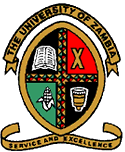 THE UNIVERSITY OF ZAMBIA
SERVICE AND EXCELLENCE